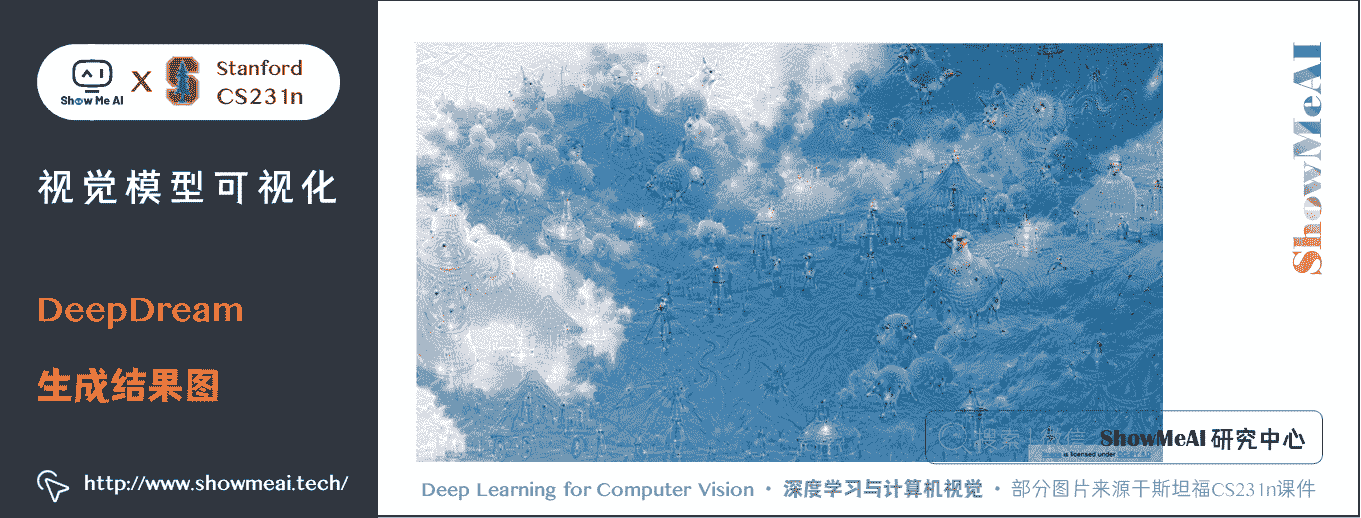 Show Me AI
X
Stanford
CS231n
视觉模型可视化
DeepDream
生成结果图
http://www.showmeai.tech/
ShowMeAI
ShowMeAI 研究中心
is licensed under
Deep Learning for Computer Vision · 深度学习与计算机视觉 · 部分图片来源于斯坦福CS231n课件